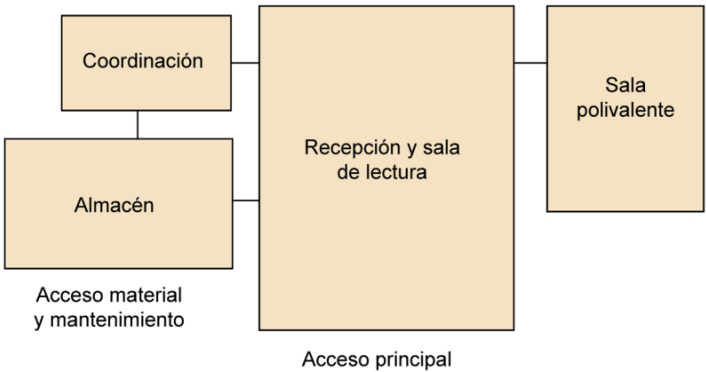 Coordinación
Almacén
Acceso material
y mantenimiento
Recepción y sala
de lectura
Acceso principal
Sala
polivalente